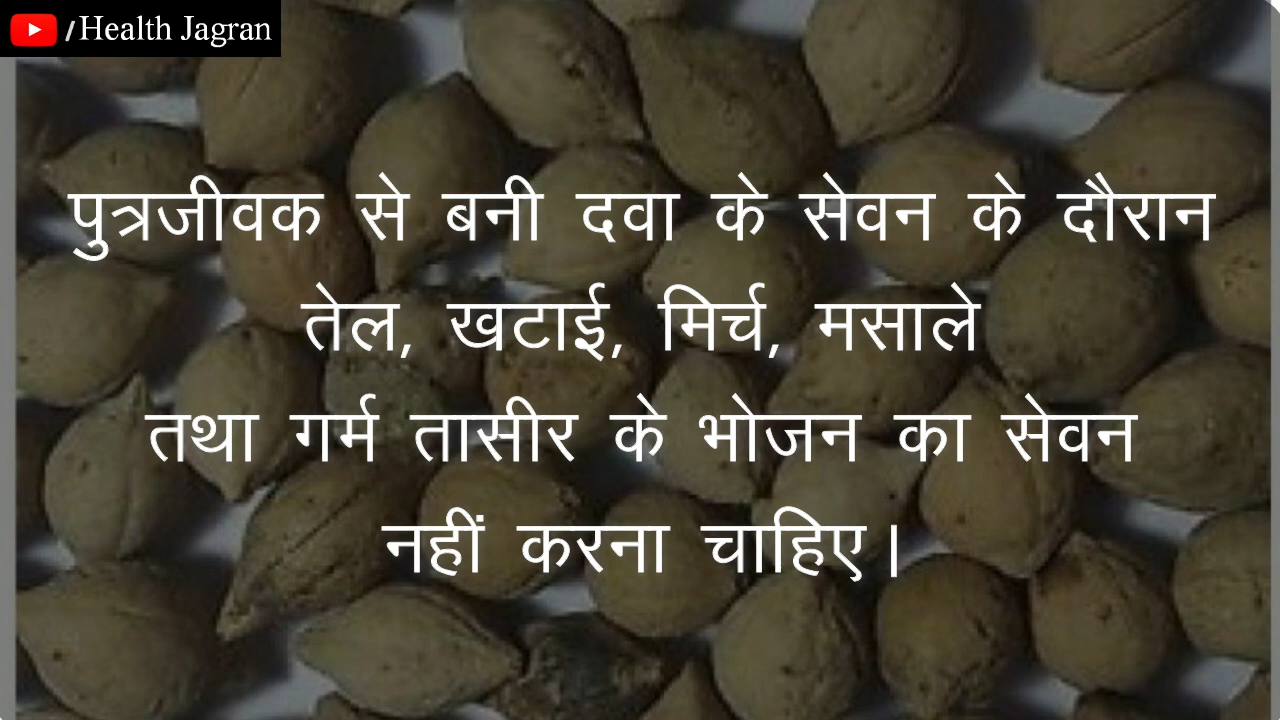 /Health Jagran
पुत्रजीवक से बनी दवा के सेवन के दौरान
तेल, खटाई, मिर्च, मसाले
तथा गर्म तासीर के भोजन का सेवन
नहीं करना चाहिए।